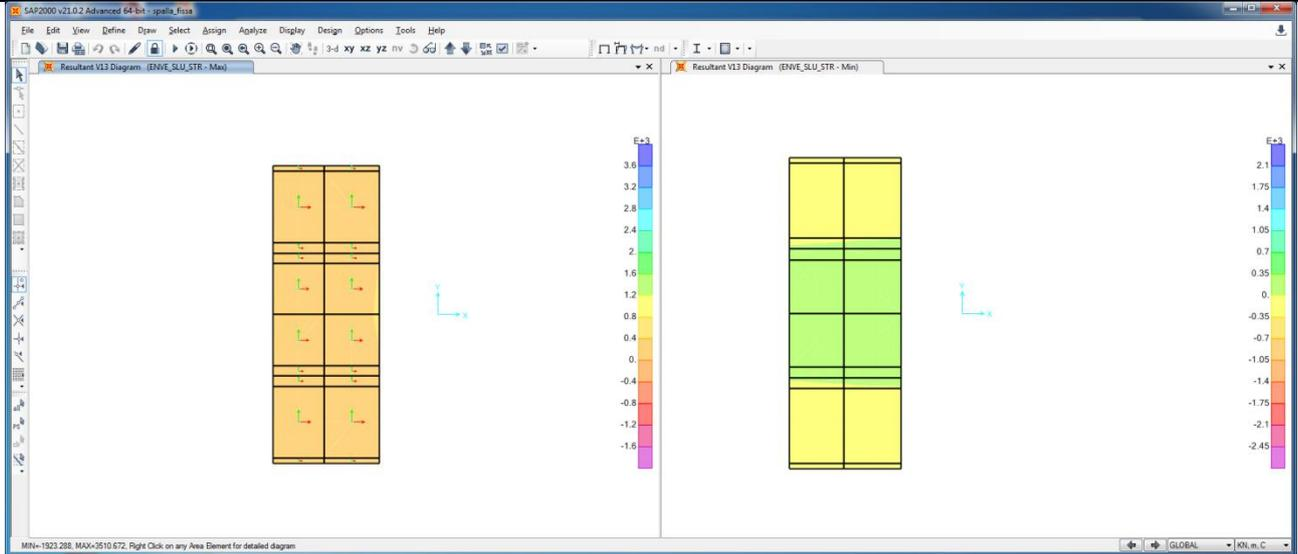 SAP2000 v21.0.2 Advanced 64-bit - spalla_fissa
File Edit View Define Draw Select Assign Analyze Display Design Options Tools Help
3-d xy xz yz nv nd
Resultant V13 Diagram (ENVE_SLU_STR - Max)
Resultant V13 Diagram (ENVE_SLU_STR - Min)
E+3
3.6
3.2
2.8
2.4
2.
1.6
1.2
0.8
0.4
0.
-0.4
-0.8
-1.2
-1.6
Y
X
E+3
2.1
1.75
1.4
1.05
0.7
0.35
0.
-0.35
-0.7
-1.05
-1.4
-1.75
-2.1
-2.45
Y
X
all
MIN=-1923.288, MAX=3510.672, Right Click on any Area Element for detailed diagram
GLOBAL
KN, m, C